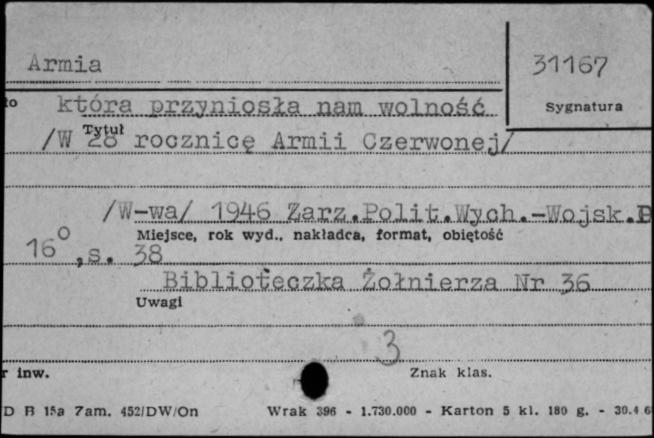 Armia
31167
która przyniosła nam wolność
Sygnatura
Tytuł
/W 28 rocznicę Armii Czerwonej/
/W-wa/ 1946 Zarz.Polit.Wych.-Wojsk.P
Miejsce, rok wyd., nakładca, format, objętość
16°,s. 38
Biblioteczka Żołnierza Nr 36
Uwagi
3
r inw.
Znak klas.
D B 15a Zam. 452/DW/On Wrak 396 - 1.730.000 - Karton 5 kl. 180 g. - 30.4 6